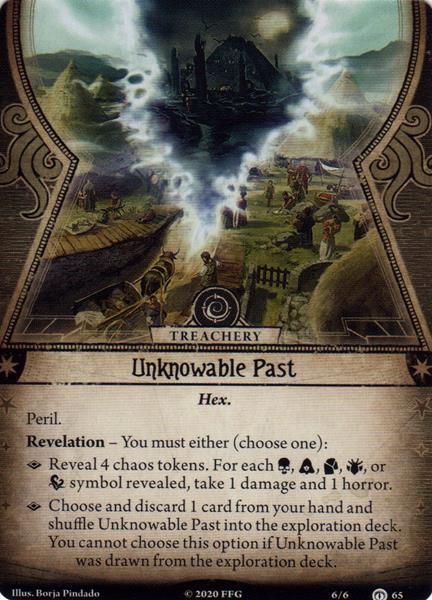 TREACHERY
Unknowable Past
Hex.
Peril.
Revelation – You must either (choose one):
Reveal 4 chaos tokens. For each , , , , or
symbol revealed, take 1 damage and 1 horror.
Choose and discard 1 card from your hand and
shuffle Unknowable Past into the exploration deck.
You cannot choose this option if Unknowable Past
was drawn from the exploration deck.
Illus. Borja Pindado © 2020 FFG 6/6 65